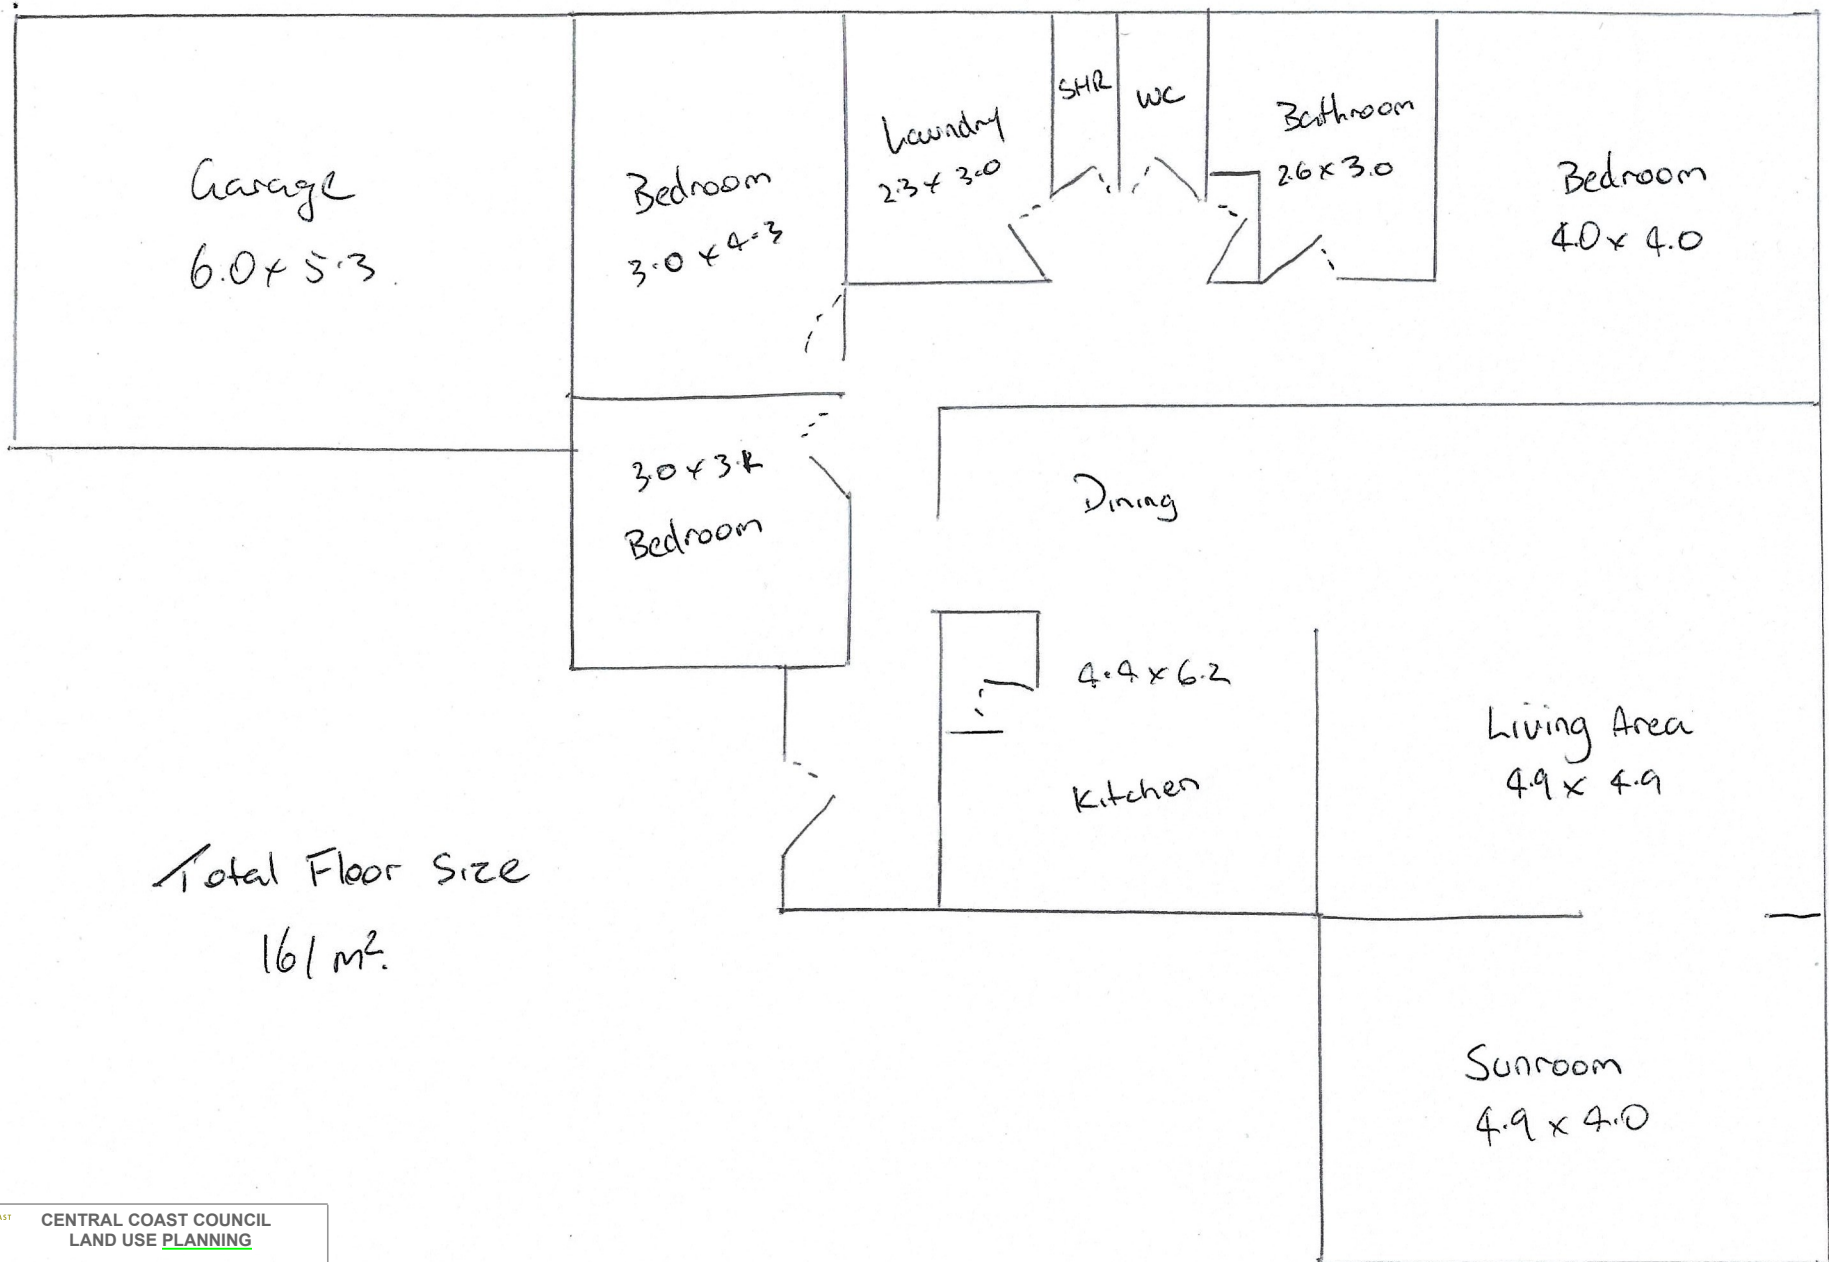 Garage
6.0 x 5.3
Bedroom
3.0 x 4.3
Laundry
2.3 x 3.0
SHR
WC
Bathroom
2.6 x 3.0
Bedroom
4.0 x 4.0
3.0 x
Bedroom
Dining
4.4 x 6.2
Kitchen
Living Area
4.9 x 4.9
Total Floor Size
161 m².
Sunroom
4.9 x 4.0
CENTRAL COAST COUNCIL
LAND USE PLANNING